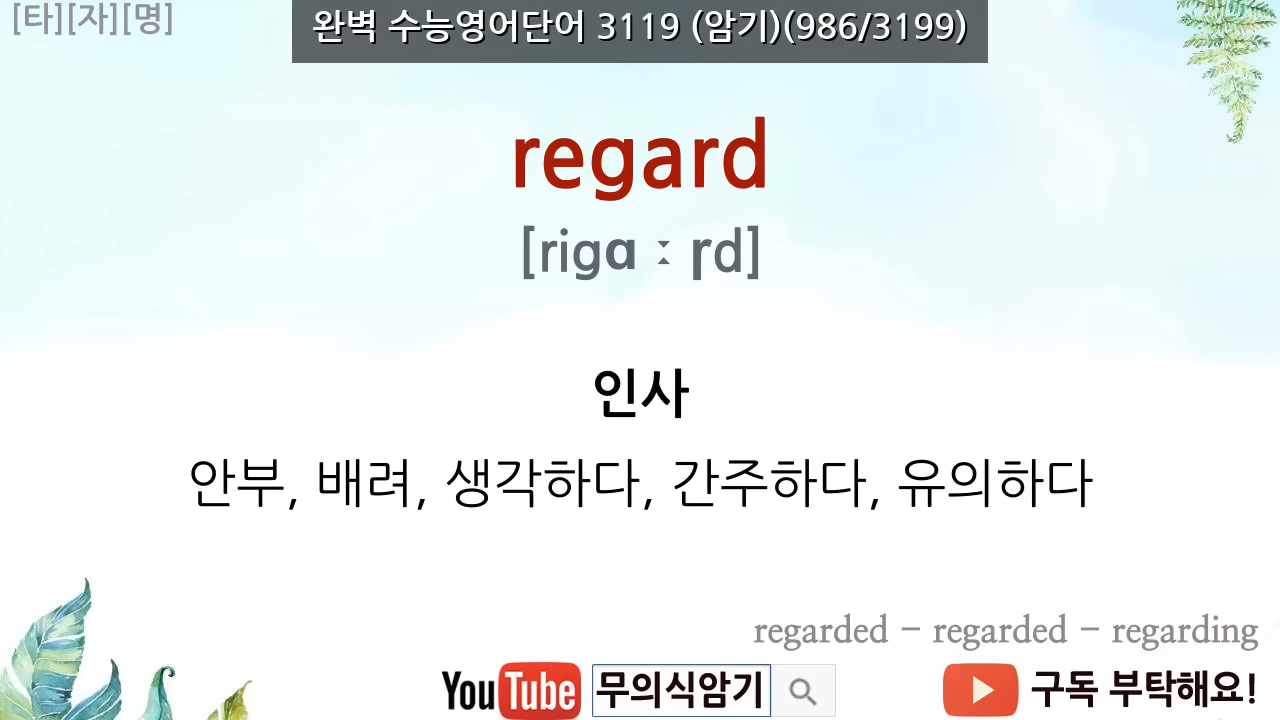 [타][자][명]
완벽 수능영어단어 3119 (암기)(986/3199)
regard
[rigɑːrd]
인사
안부, 배려, 생각하다, 간주하다, 유의하다
regarded - regarded - regarding
YouTube 무의식암기
구독 부탁해요!